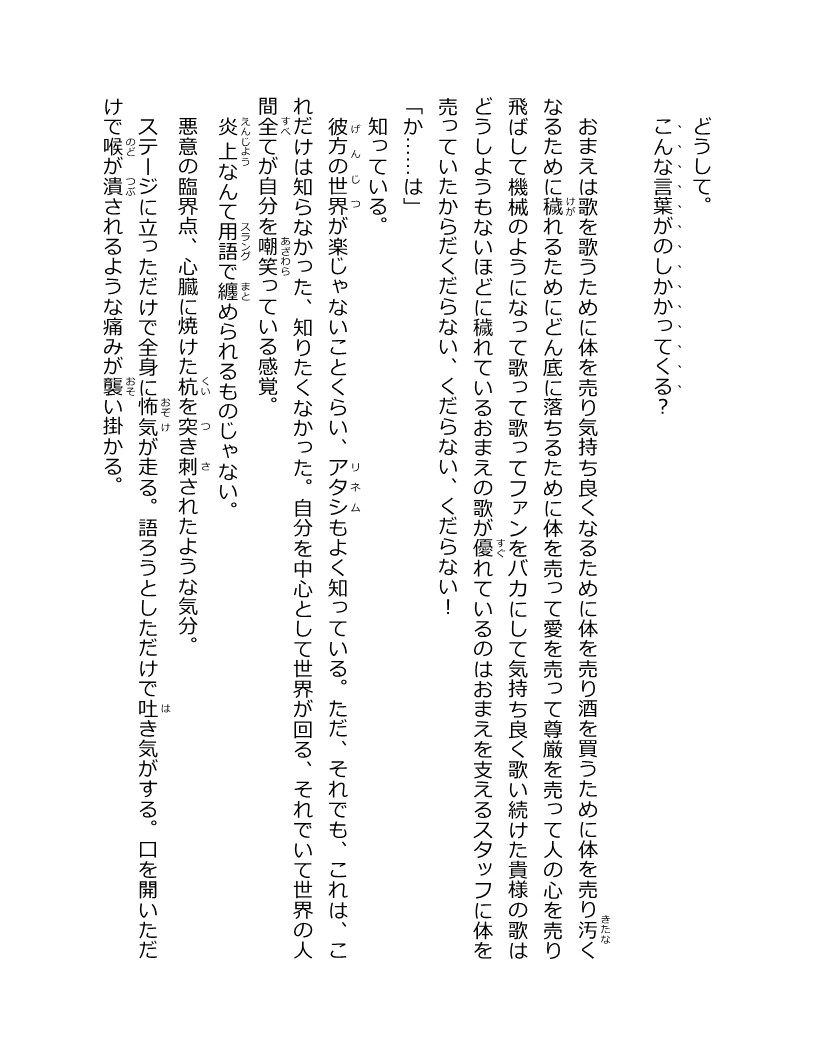 どうして。
こんな言葉がのしかかってくる？
おまえは歌を歌うために体を売り気持ち良くなるために体を売り酒を買うために体を売り汚く
なるために穢れるためにどん底に落ちるために体を売って愛を売って尊厳を売って人の心を売り
飛ばして機械のようになって歌って歌ってファンをバカにして気持ち良く歌い続けた貴様の歌は
どうしようもないほどに穢れているおまえの歌が優れているのはおまえを支えるスタッフに体を
売っていたからだくだらない、くだらない、くだらない！
「か……は」
知っている。
彼方の世界が楽じゃないことくらい、アタシもよく知っている。ただ、それでも、これは、こ
れだけは知らなかった、知りたくなかった。自分を中心として世界が回る、それでいて世界の人
間全てが自分を嘲笑っている感覚。
炎上なんて用語で纏められるものじゃない。
悪意の臨界点、心臓に焼けた杭を突き刺されたような気分。
ステージに立っただけで全身に怖気が走る。語ろうとしただけで吐き気がする。口を開いただ
けで喉が潰されるような痛みが襲い掛かる。